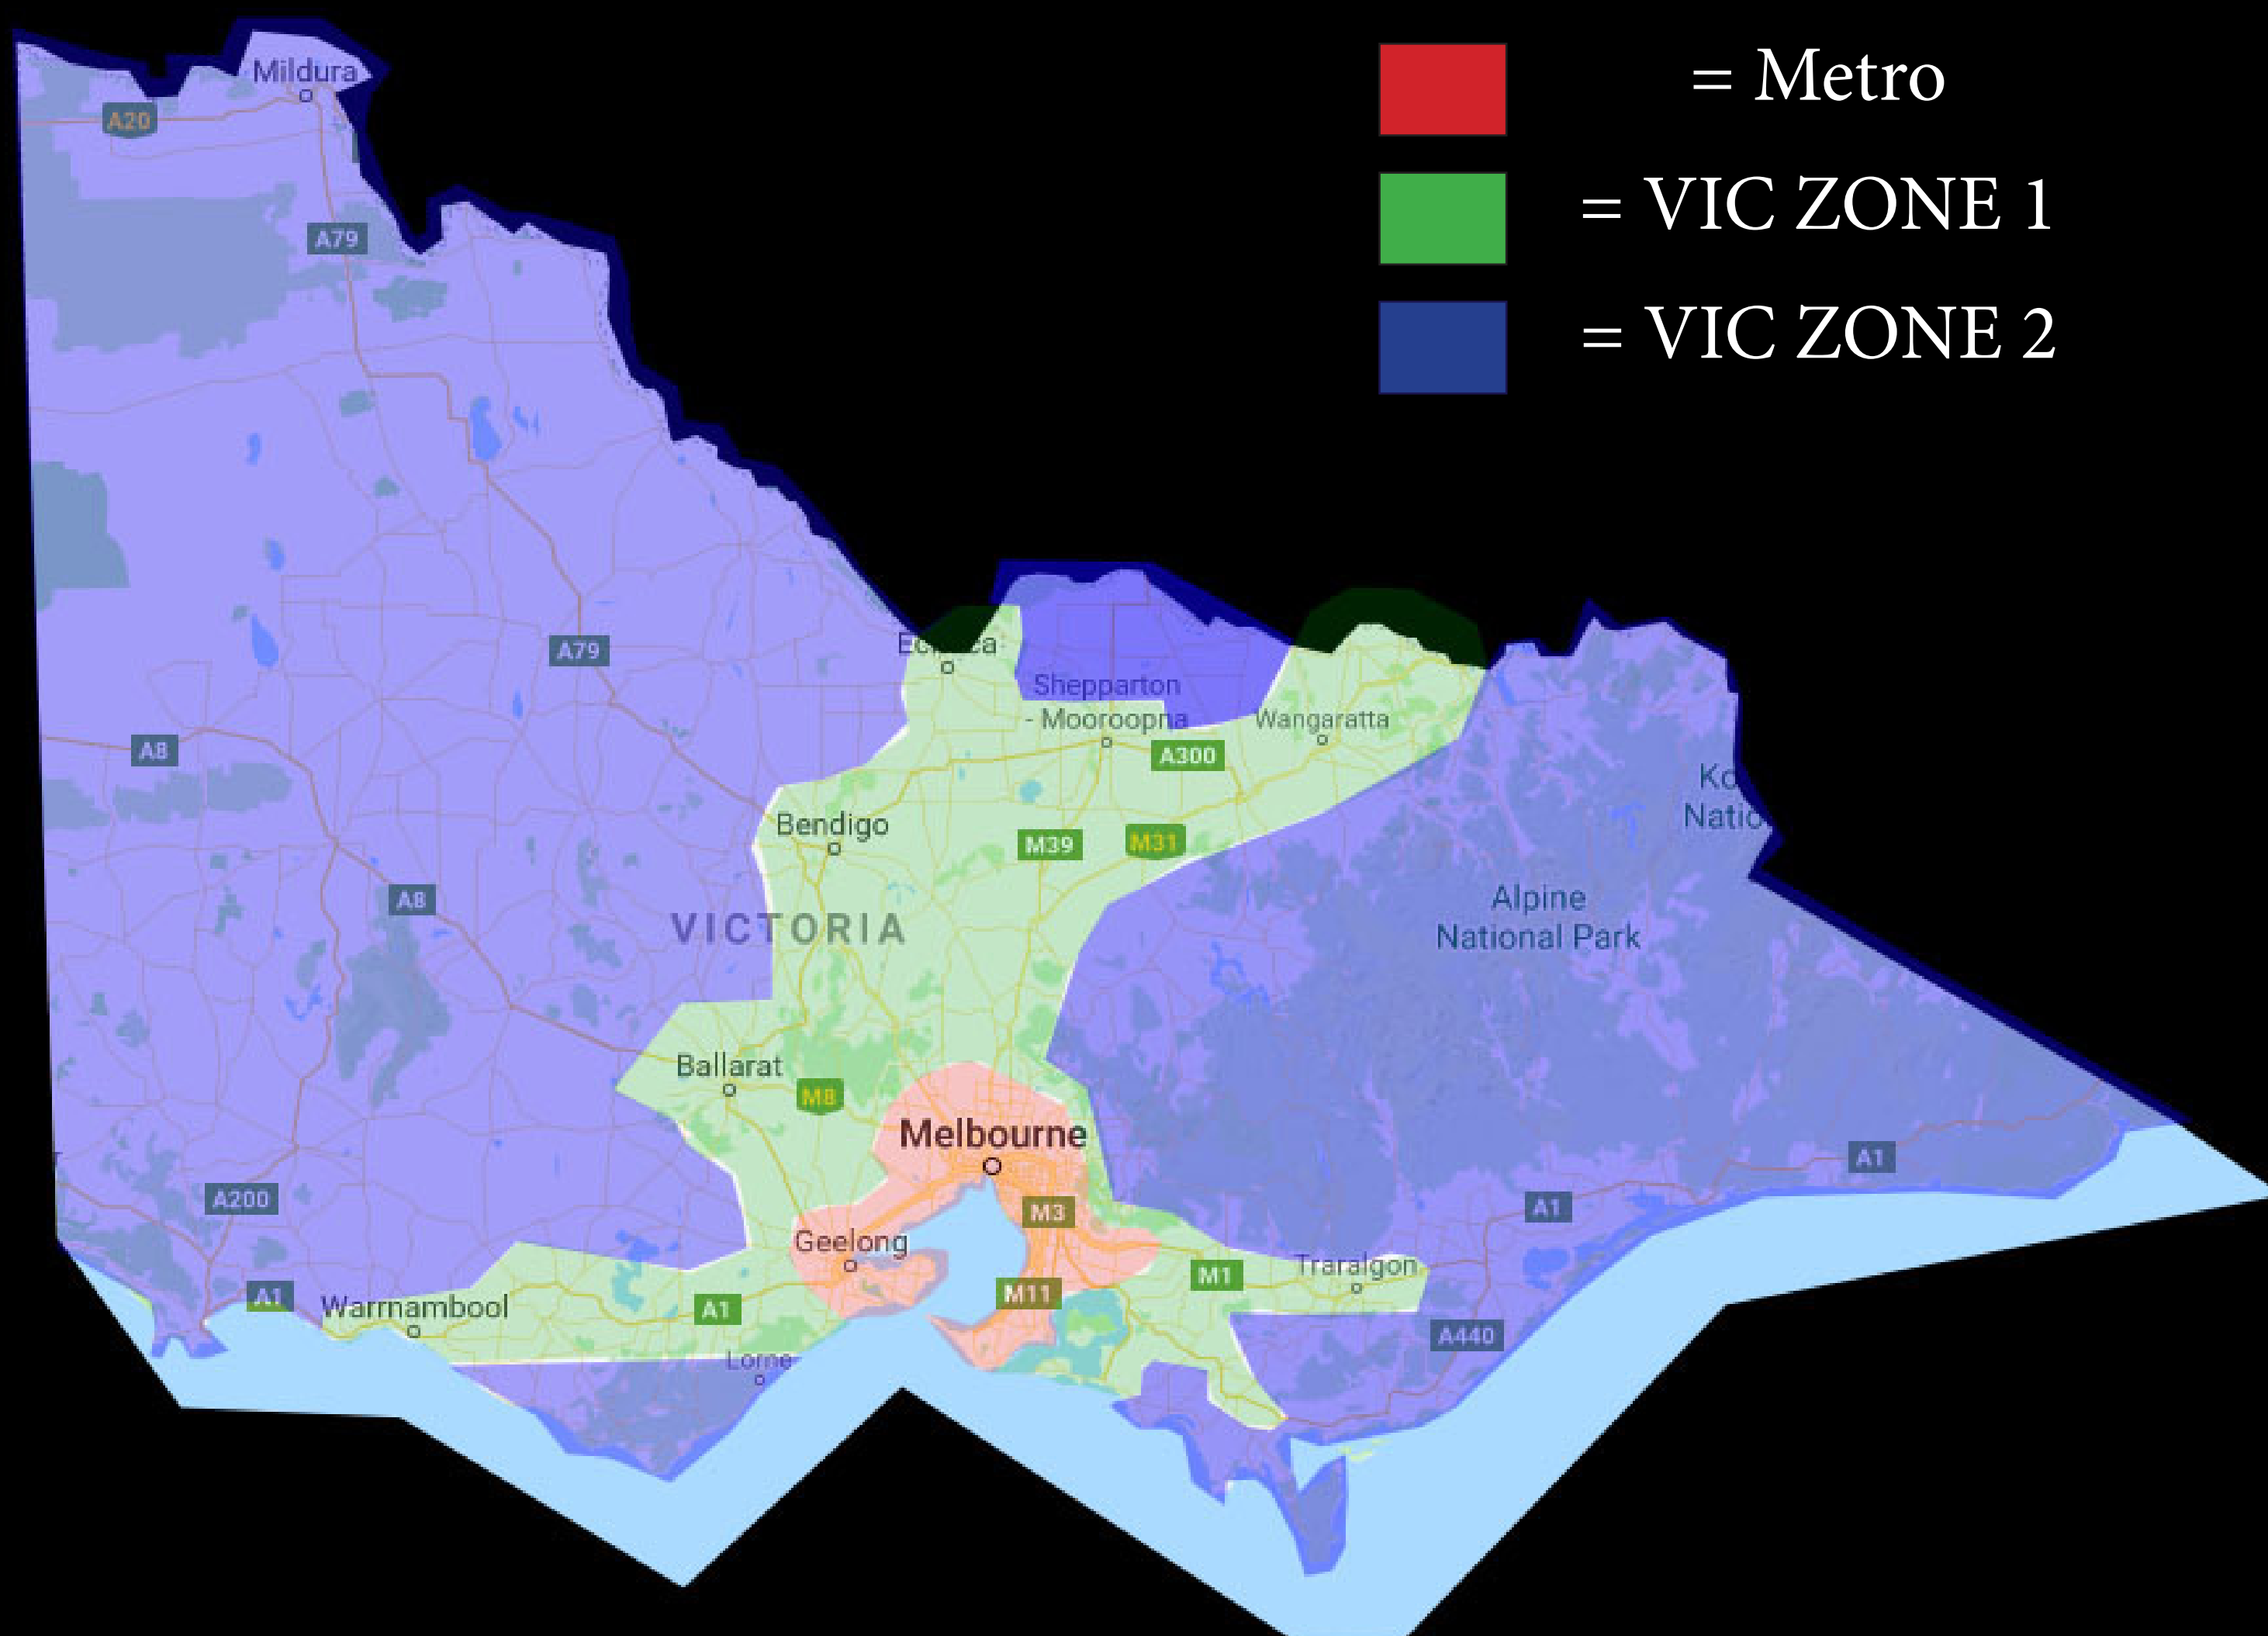 = Metro
= VIC ZONE 1
= VIC ZONE 2
Mildura
A20
A79
A79
Shepparton
- Mooroopna
Wangaratta
A300
A8
Bendigo
M39
M31
A8
VICTORIA
Alpine
National Park
Ballarat
M8
Melbourne
A1
A200
M3
A1
Geelong
Traralgon
M1
M11
A1
Warrnambool
A1
A440
Lorne